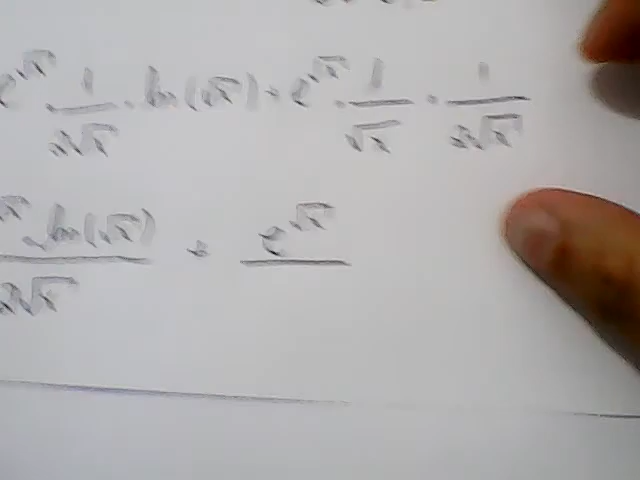 e^√x · 1/(2√x) · ln(√x) + e^√x · 1/√x · 1/(2√x)
e^√x · ln(√x)/(2√x) + e^√x/